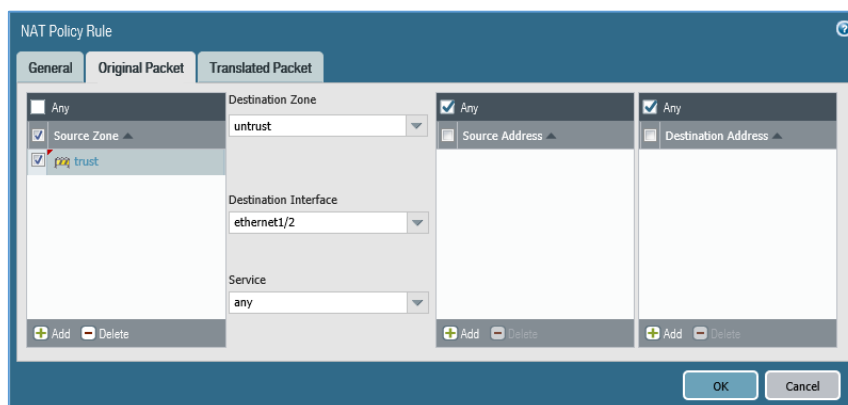 NAT Policy Rule
General
Original Packet
Translated Packet
Any
Source Zone
trust
Add
Delete
Destination Zone
untrust
Destination Interface
ethernet1/2
Service
any
Any
Source Address
Add
Delete
Any
Destination Address
Add
Delete
OK
Cancel